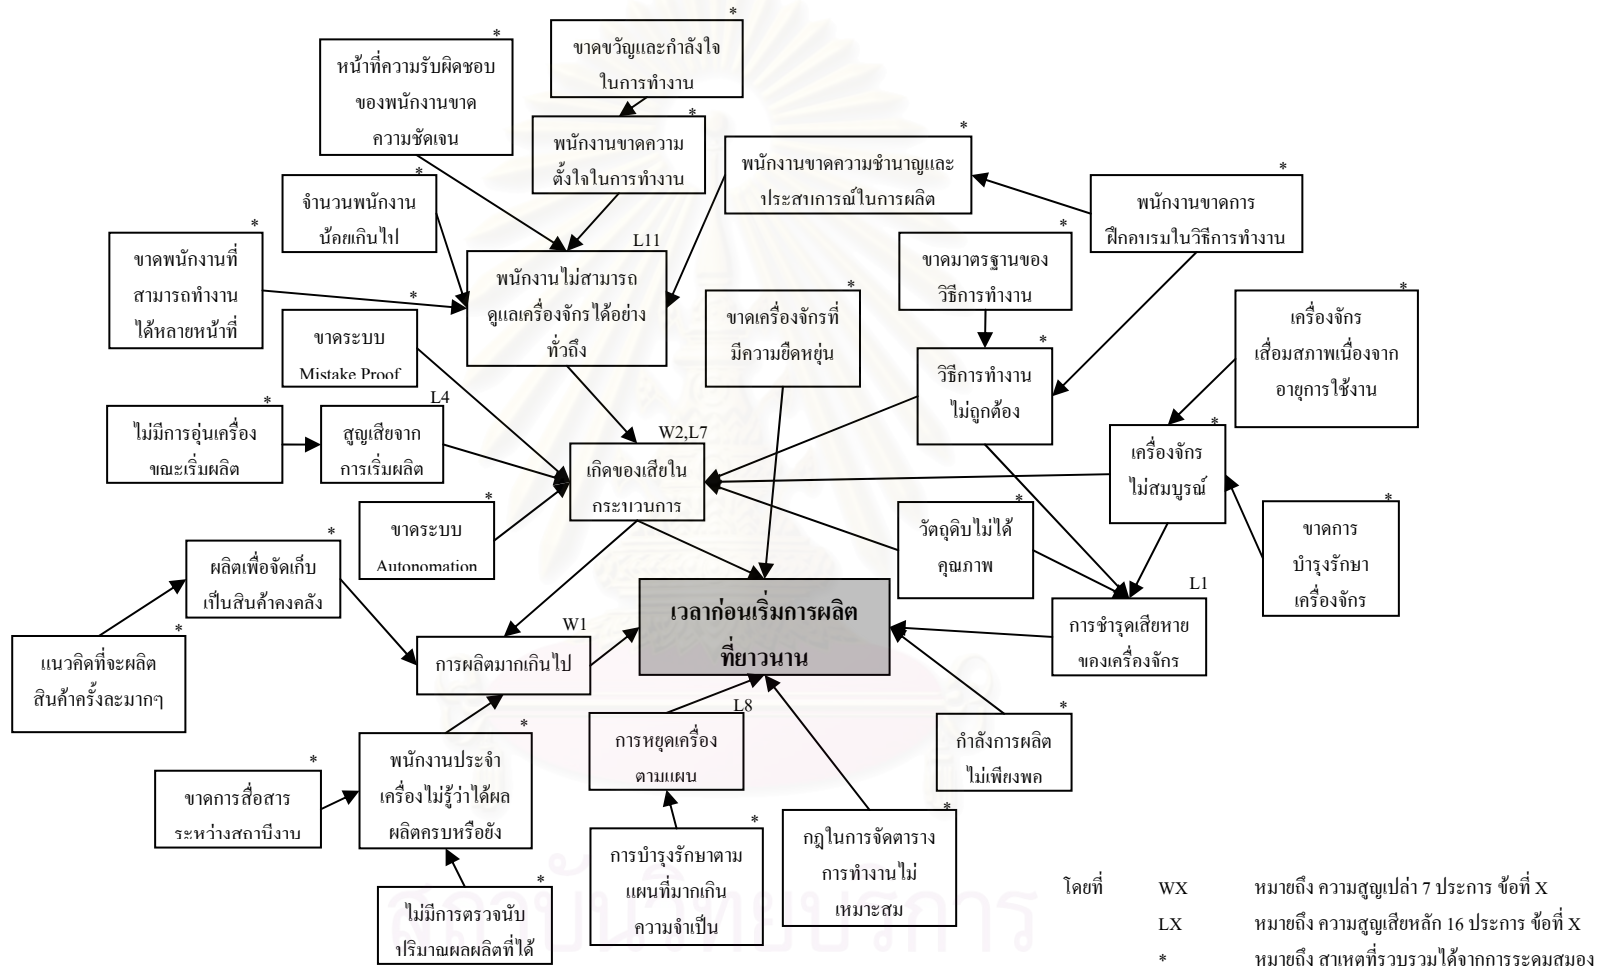 *
ขาดขวัญและกำลังใจ
ในการทำงาน
*
หน้าที่ความรับผิดชอบ
ของพนักงานขาด
ความชัดเจน
*
พนักงานขาดความ
ตั้งใจในการทำงาน
*
พนักงานขาดความชำนาญและ
ประสบการณ์ในการผลิต
*
พนักงานขาดการ
ฝึกอบรมในวิธีการทำงาน
*
จำนวนพนักงาน
น้อยเกินไป
*
ขาดพนักงานที่
สามารถทำงาน
ได้หลายหน้าที่
L11
พนักงานไม่สามารถ
ดูแลเครื่องจักรได้อย่าง
ทั่วถึง
*
ขาดมาตรฐานของ
วิธีการทำงาน
*
ขาดเครื่องจักรที่
มีความยืดหยุ่น
*
เครื่องจักร
เสื่อมสภาพเนื่องจาก
อายุการใช้งาน
*
ขาดระบบ
Mistake Proof
*
วิธีการทำงาน
ไม่ถูกต้อง
*
ไม่มีการอุ่นเครื่อง
ขณะเริ่มผลิต
L4
สูญเสียจาก
การเริ่มผลิต
W2,L7
เกิดของเสียใน
กระบวนการ
*
เครื่องจักร
ไม่สมบูรณ์
*
ขาดระบบ
Autonomation
*
วัตถุดิบไม่ได้
คุณภาพ
*
ขาดการ
บำรุงรักษา
เครื่องจักร
*
ผลิตเพื่อจัดเก็บ
เป็นสินค้าคงคลัง
*
แนวคิดที่จะผลิต
สินค้าครั้งละมากๆ
W1
การผลิตมากเกินไป
เวลาก่อนเริ่มการผลิต
ที่ยาวนาน
L1
การชำรุดเสียหาย
ของเครื่องจักร
*
พนักงานประจำ
เครื่องไม่รู้ว่าได้ผล
ผลิตครบหรือยัง
L8
การหยุดเครื่อง
ตามแผน
*
กำลังการผลิต
ไม่เพียงพอ
*
ขาดการสื่อสาร
ระหว่างสถานีงาน
*
ไม่มีการตรวจนับ
ปริมาณผลผลิตที่ได้
*
การบำรุงรักษาตาม
แผนที่มากเกิน
ความจำเป็น
*
กฎในการจัดตาราง
การทำงานไม่
เหมาะสม
โดยที่ WX หมายถึง ความสูญเปล่า 7 ประการ ข้อที่ X
LX หมายถึง ความสูญเสียหลัก 16 ประการ ข้อที่ X
* หมายถึง สาเหตุที่รวบรวมได้จากการระดมสมอง
สถาบันวิทยบริการ